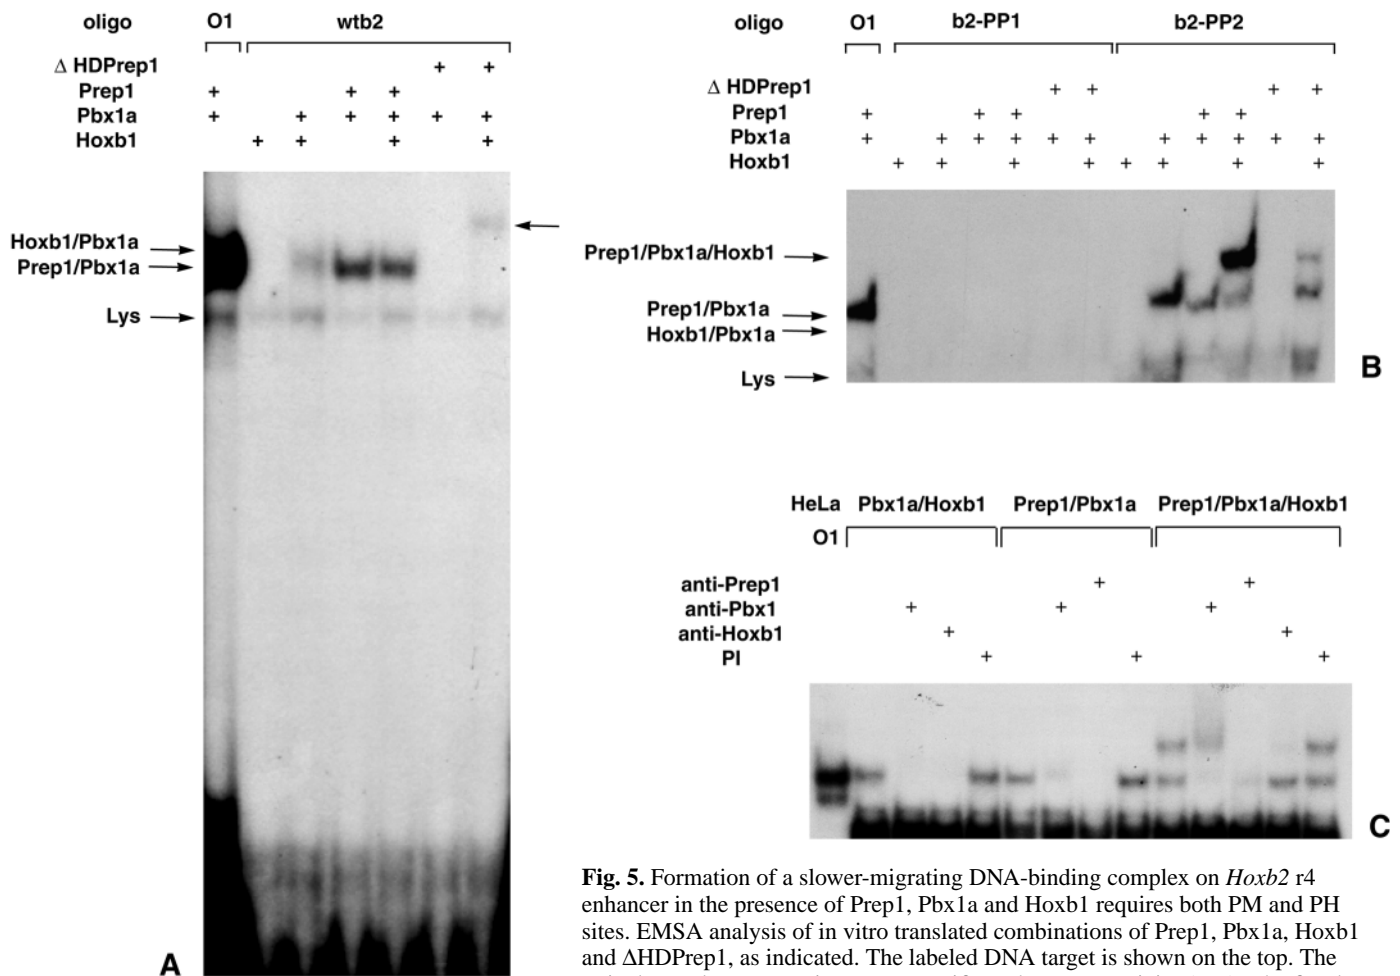 oligo O1 wtb2
Δ HDPrep1 + +
Prep1 + + +
Pbx1a + + + + + +
Hoxb1 + + + +
Hoxb1/Pbx1a
Prep1/Pbx1a
Lys
A
oligo O1 b2-PP1 b2-PP2
Δ HDPrep1 + + + +
Prep1 + + + + +
Pbx1a + + + + + + + + + + +
Hoxb1 + + + + + + + +
Prep1/Pbx1a/Hoxb1
Prep1/Pbx1a
Hoxb1/Pbx1a
Lys
B
HeLa Pbx1a/Hoxb1 Prep1/Pbx1a Prep1/Pbx1a/Hoxb1
O1
anti-Prep1 + +
anti-Pbx1 + + +
anti-Hoxb1 + +
PI + + +
C
Fig. 5. Formation of a slower-migrating DNA-binding complex on Hoxb2 r4
enhancer in the presence of Prep1, Pbx1a and Hoxb1 requires both PM and PH
sites. EMSA analysis of in vitro translated combinations of Prep1, Pbx1a, Hoxb1
and ΔHDPrep1, as indicated. The labeled DNA target is shown on the top. The